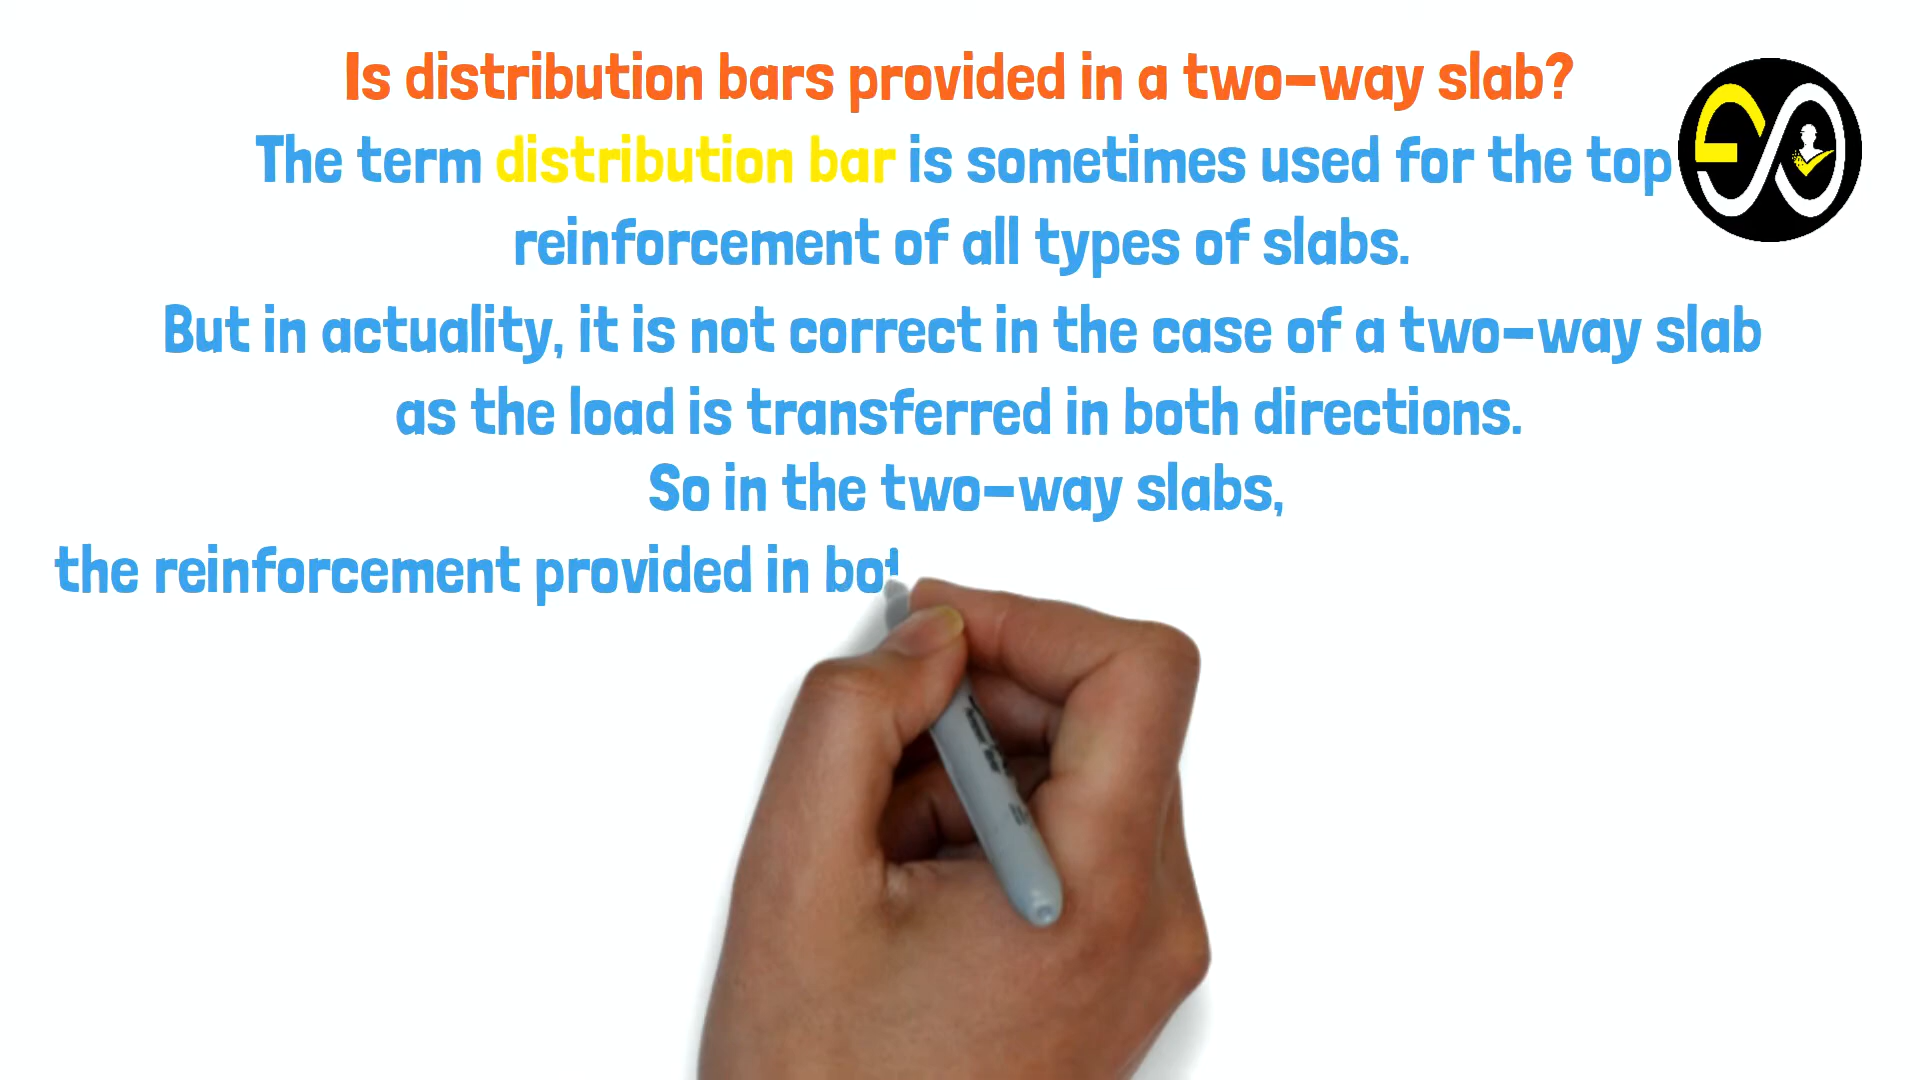 Is distribution bars provided in a two-way slab?
The term distribution bar is sometimes used for the top
reinforcement of all types of slabs.
But in actuality, it is not correct in the case of a two-way slab
as the load is transferred in both directions.
So in the two-way slabs,
the reinforcement provided in